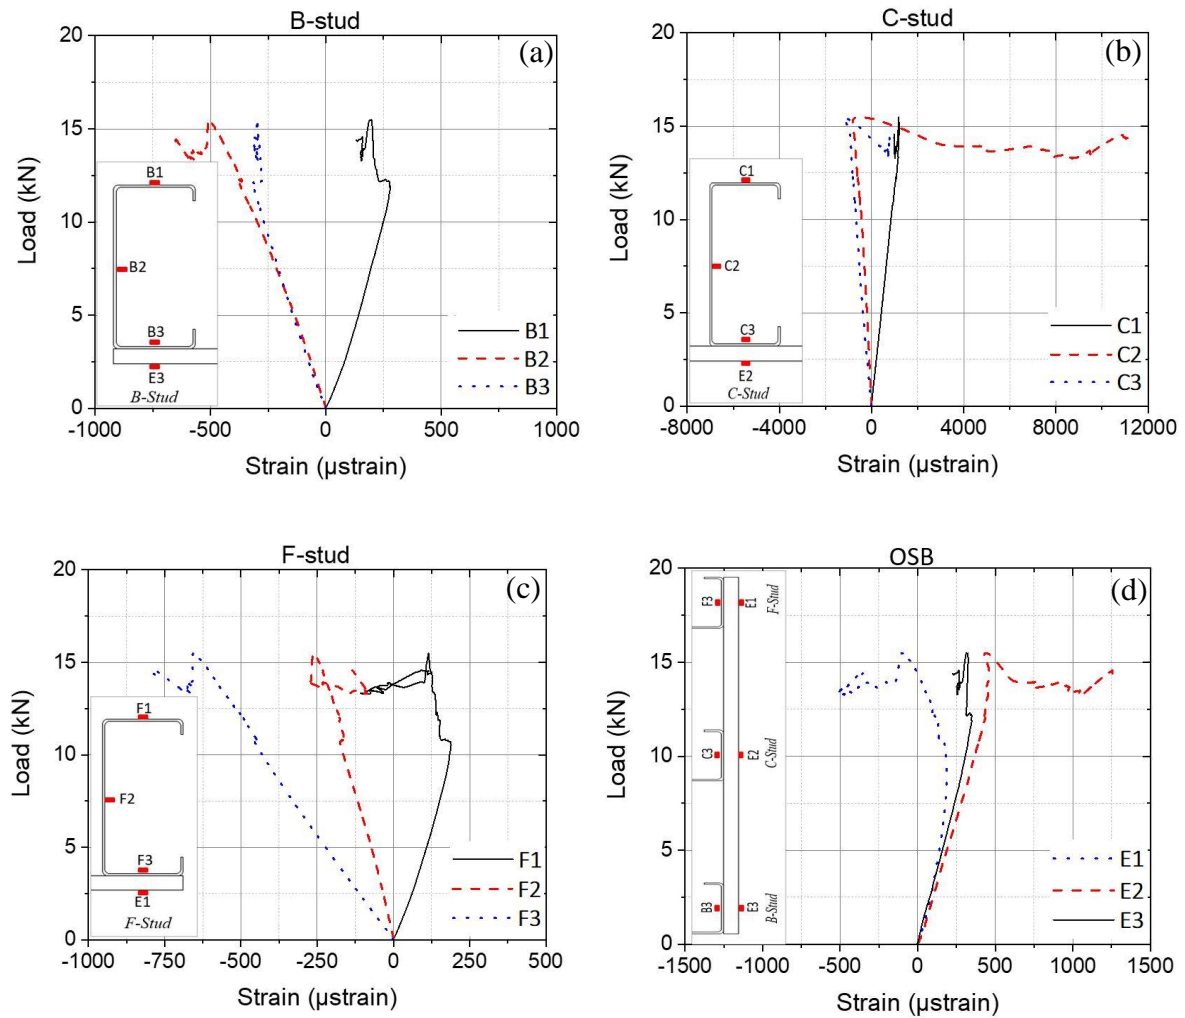 B-stud
(a)
20
15
10
5
0
Load (kN)
B1
B2
B3
E3
B-Stud
B1
B2
B3
-1000 -500 0 500 1000
Strain (µstrain)
C-stud
(b)
20
15
10
5
0
Load (kN)
C1
C2
C3
E2
C-Stud
C1
C2
C3
-8000 -4000 0 4000 8000 12000
Strain (µstrain)
F-stud
(c)
20
15
10
5
0
Load (kN)
F1
F2
F3
E1
F-Stud
F1
F2
F3
-1000 -750 -500 -250 0 250 500
Strain (µstrain)
OSB
(d)
20
15
10
5
0
Load (kN)
F3 E1 F-Stud
C3 E2 C-Stud
B3 E3 B-Stud
E1
E2
E3
-1500 -1000 -500 0 500 1000 1500
Strain (µstrain)